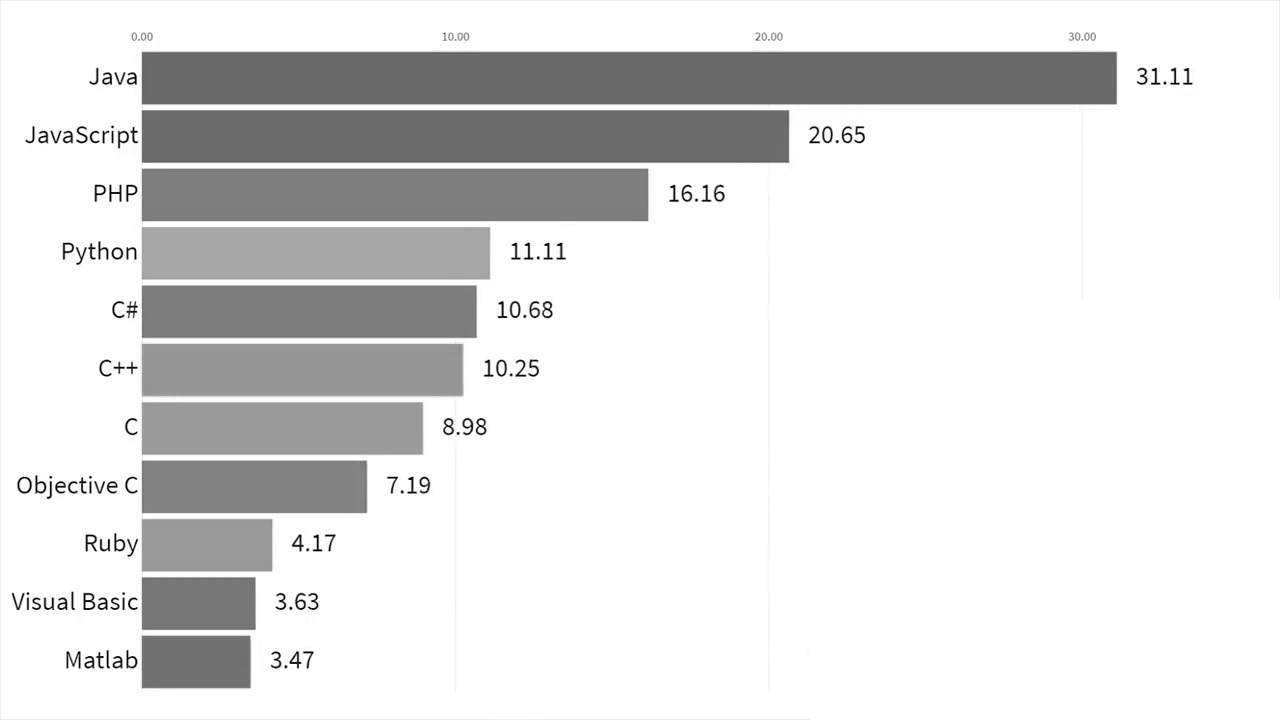 0.00 10.00 20.00 30.00
Java 31.11
JavaScript 20.65
PHP 16.16
Python 11.11
C# 10.68
C++ 10.25
C 8.98
Objective C 7.19
Ruby 4.17
Visual Basic 3.63
Matlab 3.47